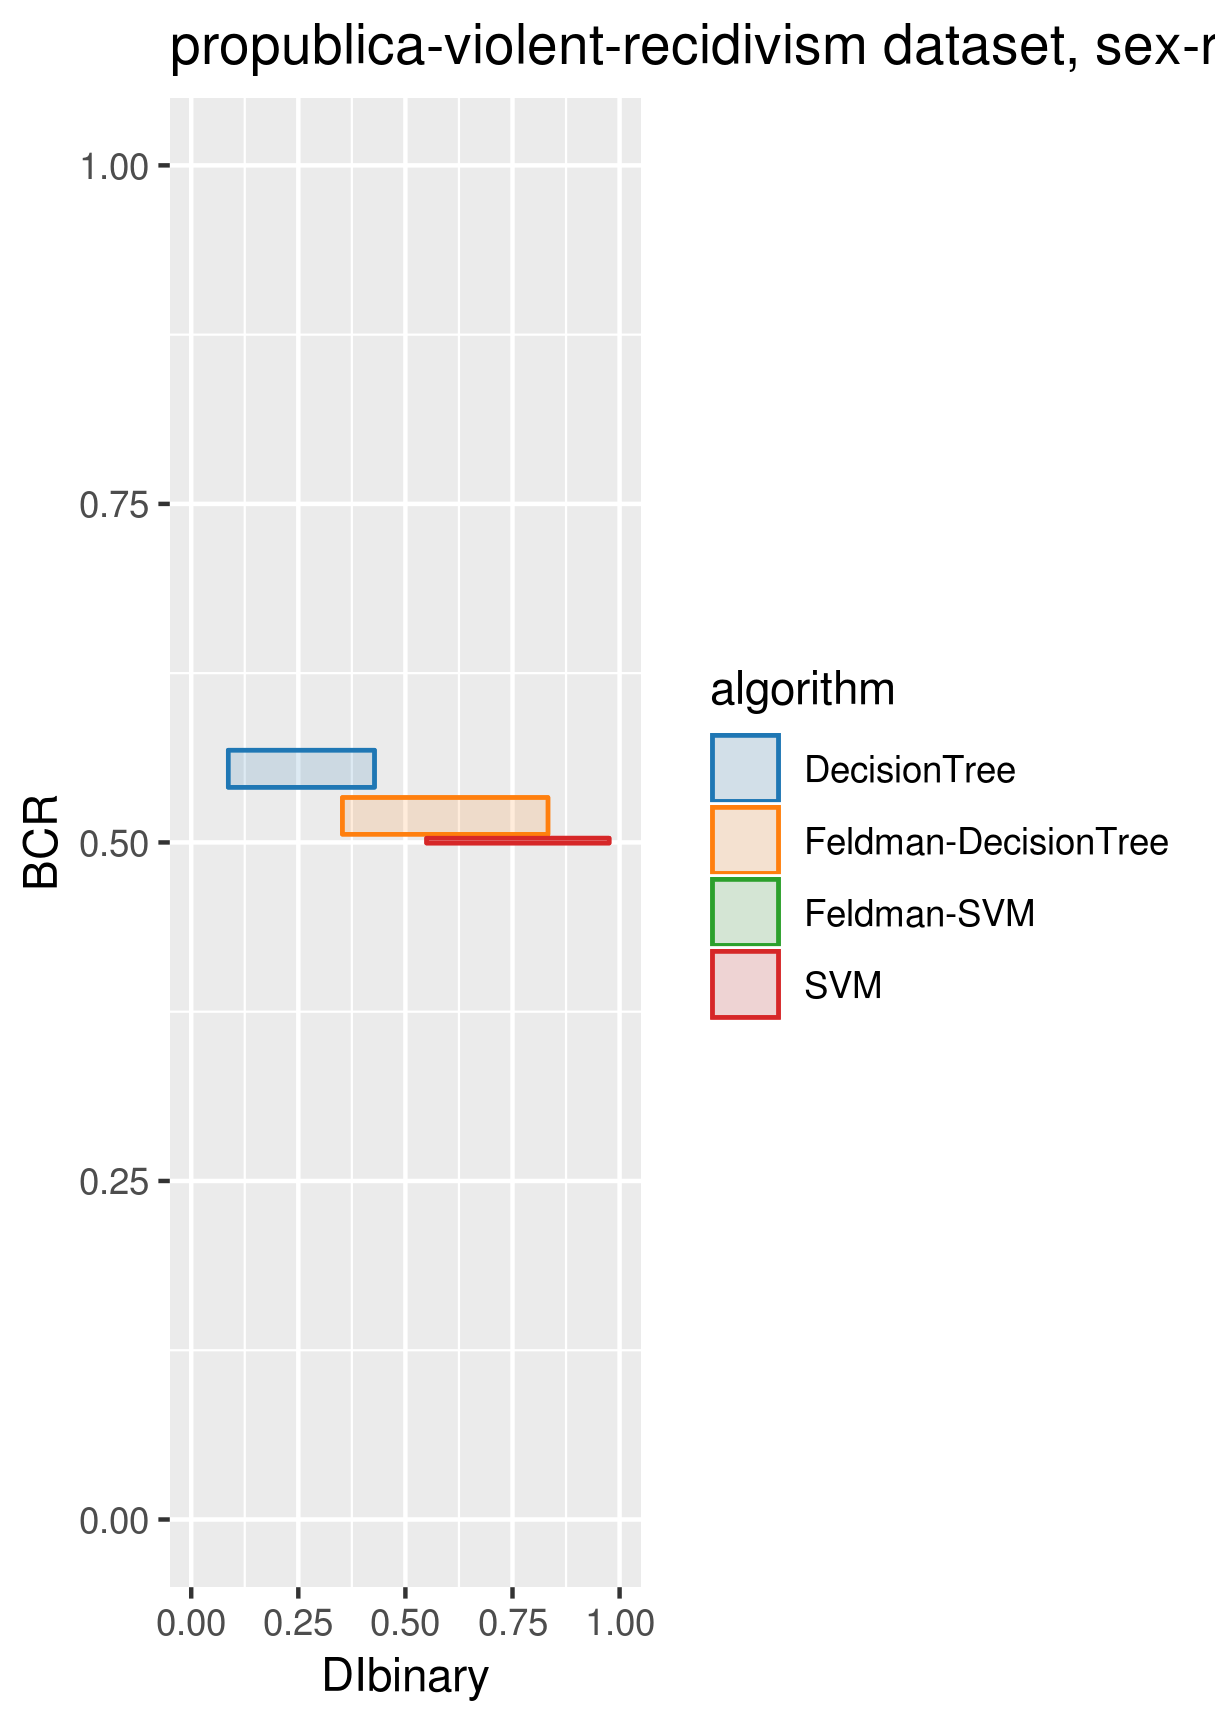 propublica-violent-recidivism dataset, sex-r
1.00
0.75
0.50
0.25
0.00
BCR
0.00 0.25 0.50 0.75 1.00
DIbinary
algorithm
DecisionTree
Feldman-DecisionTree
Feldman-SVM
SVM